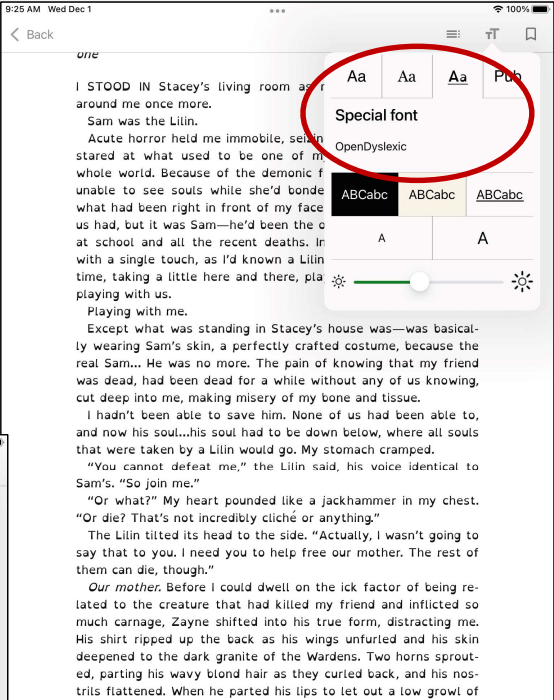 9:25 AM Wed Dec 1
100%
Back
one
I STOOD IN Stacey's living room as
around me once more.
Sam was the Lilin.
Acute horror held me immobile,
stared at what used to be one of
whole world. Because of the demonic
unable to see souls while she'd
what had been right in front of my face
us had, but it was Sam—he'd been the
at school and all the recent deaths.
with a single touch, as I'd known a Lilin
time, taking a little here and there,
playing with us.
Playing with me.
Except what was standing in Stacey's house was—was basical-
ly wearing Sam's skin, a perfectly crafted costume, because the
real Sam... He was no more. The pain of knowing that my friend
was dead, had been dead for a while without any of us knowing,
cut deep into me, making misery of my bone and tissue.
I hadn't been able to save him. None of us had been able to,
and now his soul...his soul had to be down below, where all souls
that were taken by a Lilin would go. My stomach cramped.
“You cannot defeat me,” the Lilin said, his voice identical to
Sam's. “So join me.”
“Or what?” My heart pounded like a jackhammer in my chest.
“Or die? That's not incredibly cliché or anything.”
The Lilin tilted its head to the side. “Actually, I wasn't going to
say that to you. I need you to help free our mother. The rest of
them can die, though.”
Our mother. Before I could dwell on the ick factor of being re-
lated to the creature that had killed my friend and inflicted so
much carnage, Zayne shifted into his true form, distracting me.
His shirt ripped up the back as his wings unfurled and his skin
deepened to the dark granite of the Wardens. Two horns sprout-
ed, parting his wavy blond hair as they curled back, and his nos-
trils flattened. When he parted his lips to let out a low growl of
Aa Aa Aa Pub
Special font
OpenDyslexic
ABCabc ABCabc ABCabc
A A